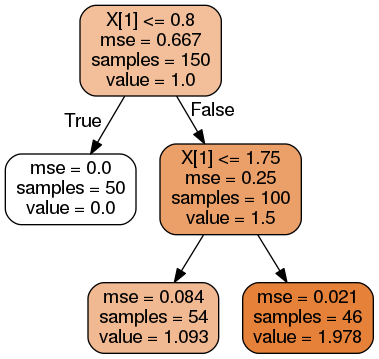 X[1] <= 0.8
mse = 0.667
samples = 150
value = 1.0
True
False
mse = 0.0
samples = 50
value = 0.0
X[1] <= 1.75
mse = 0.25
samples = 100
value = 1.5
mse = 0.084
samples = 54
value = 1.093
mse = 0.021
samples = 46
value = 1.978